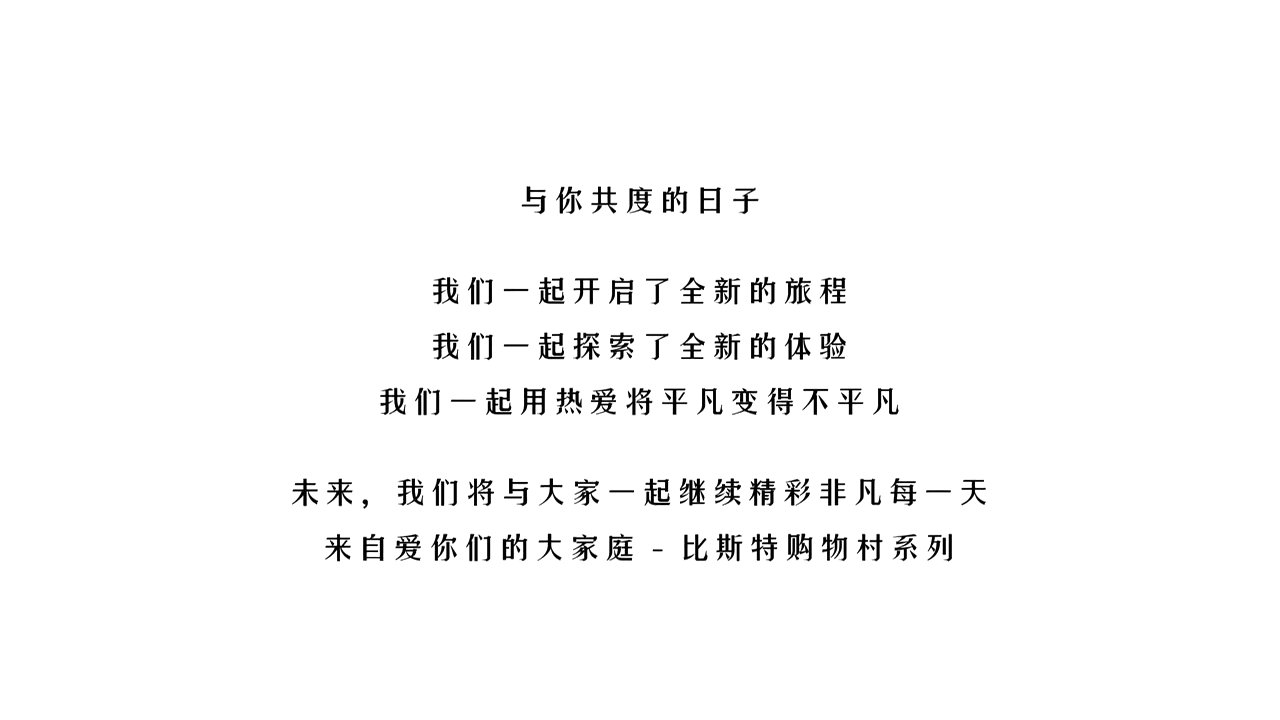 与你共度的日子
我们一起开启了全新的旅程
我们一起探索了全新的体验
我们一起用热爱将平凡变得不平凡
未来，我们将与大家一起继续精彩非凡每一天
来自爱你们的大家庭 - 比斯特购物村系列